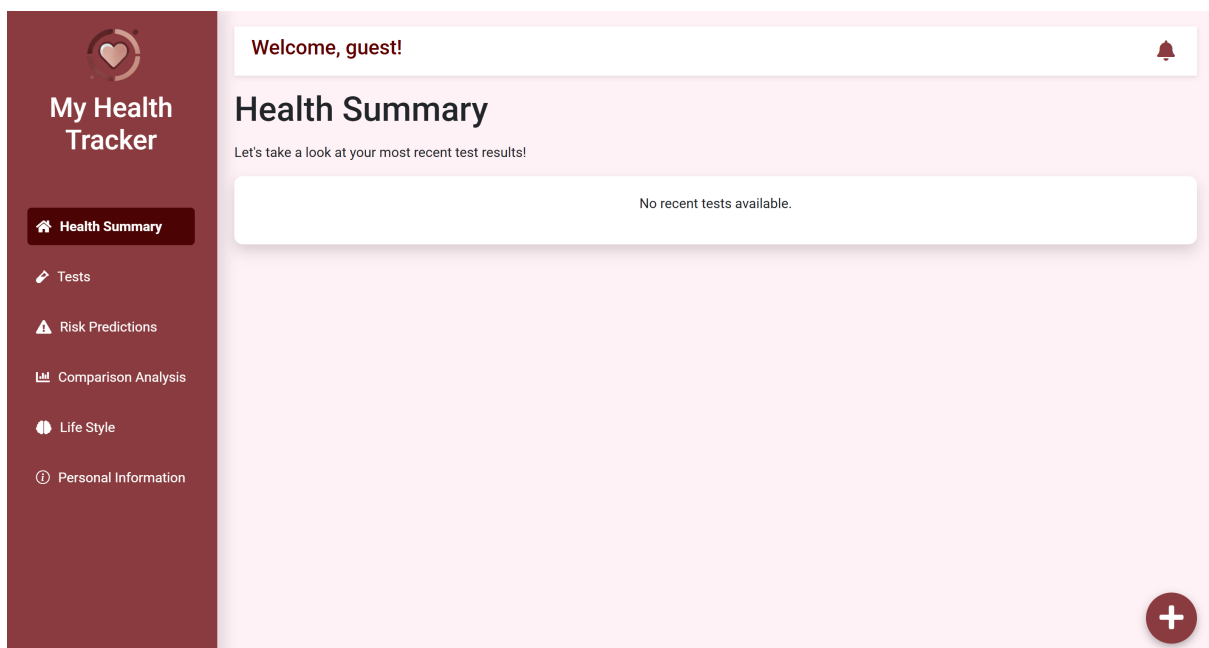 My Health
Tracker
Health Summary
Tests
Risk Predictions
Comparison Analysis
Life Style
Personal Information
Welcome, guest!
Health Summary
Let's take a look at your most recent test results!
No recent tests available.